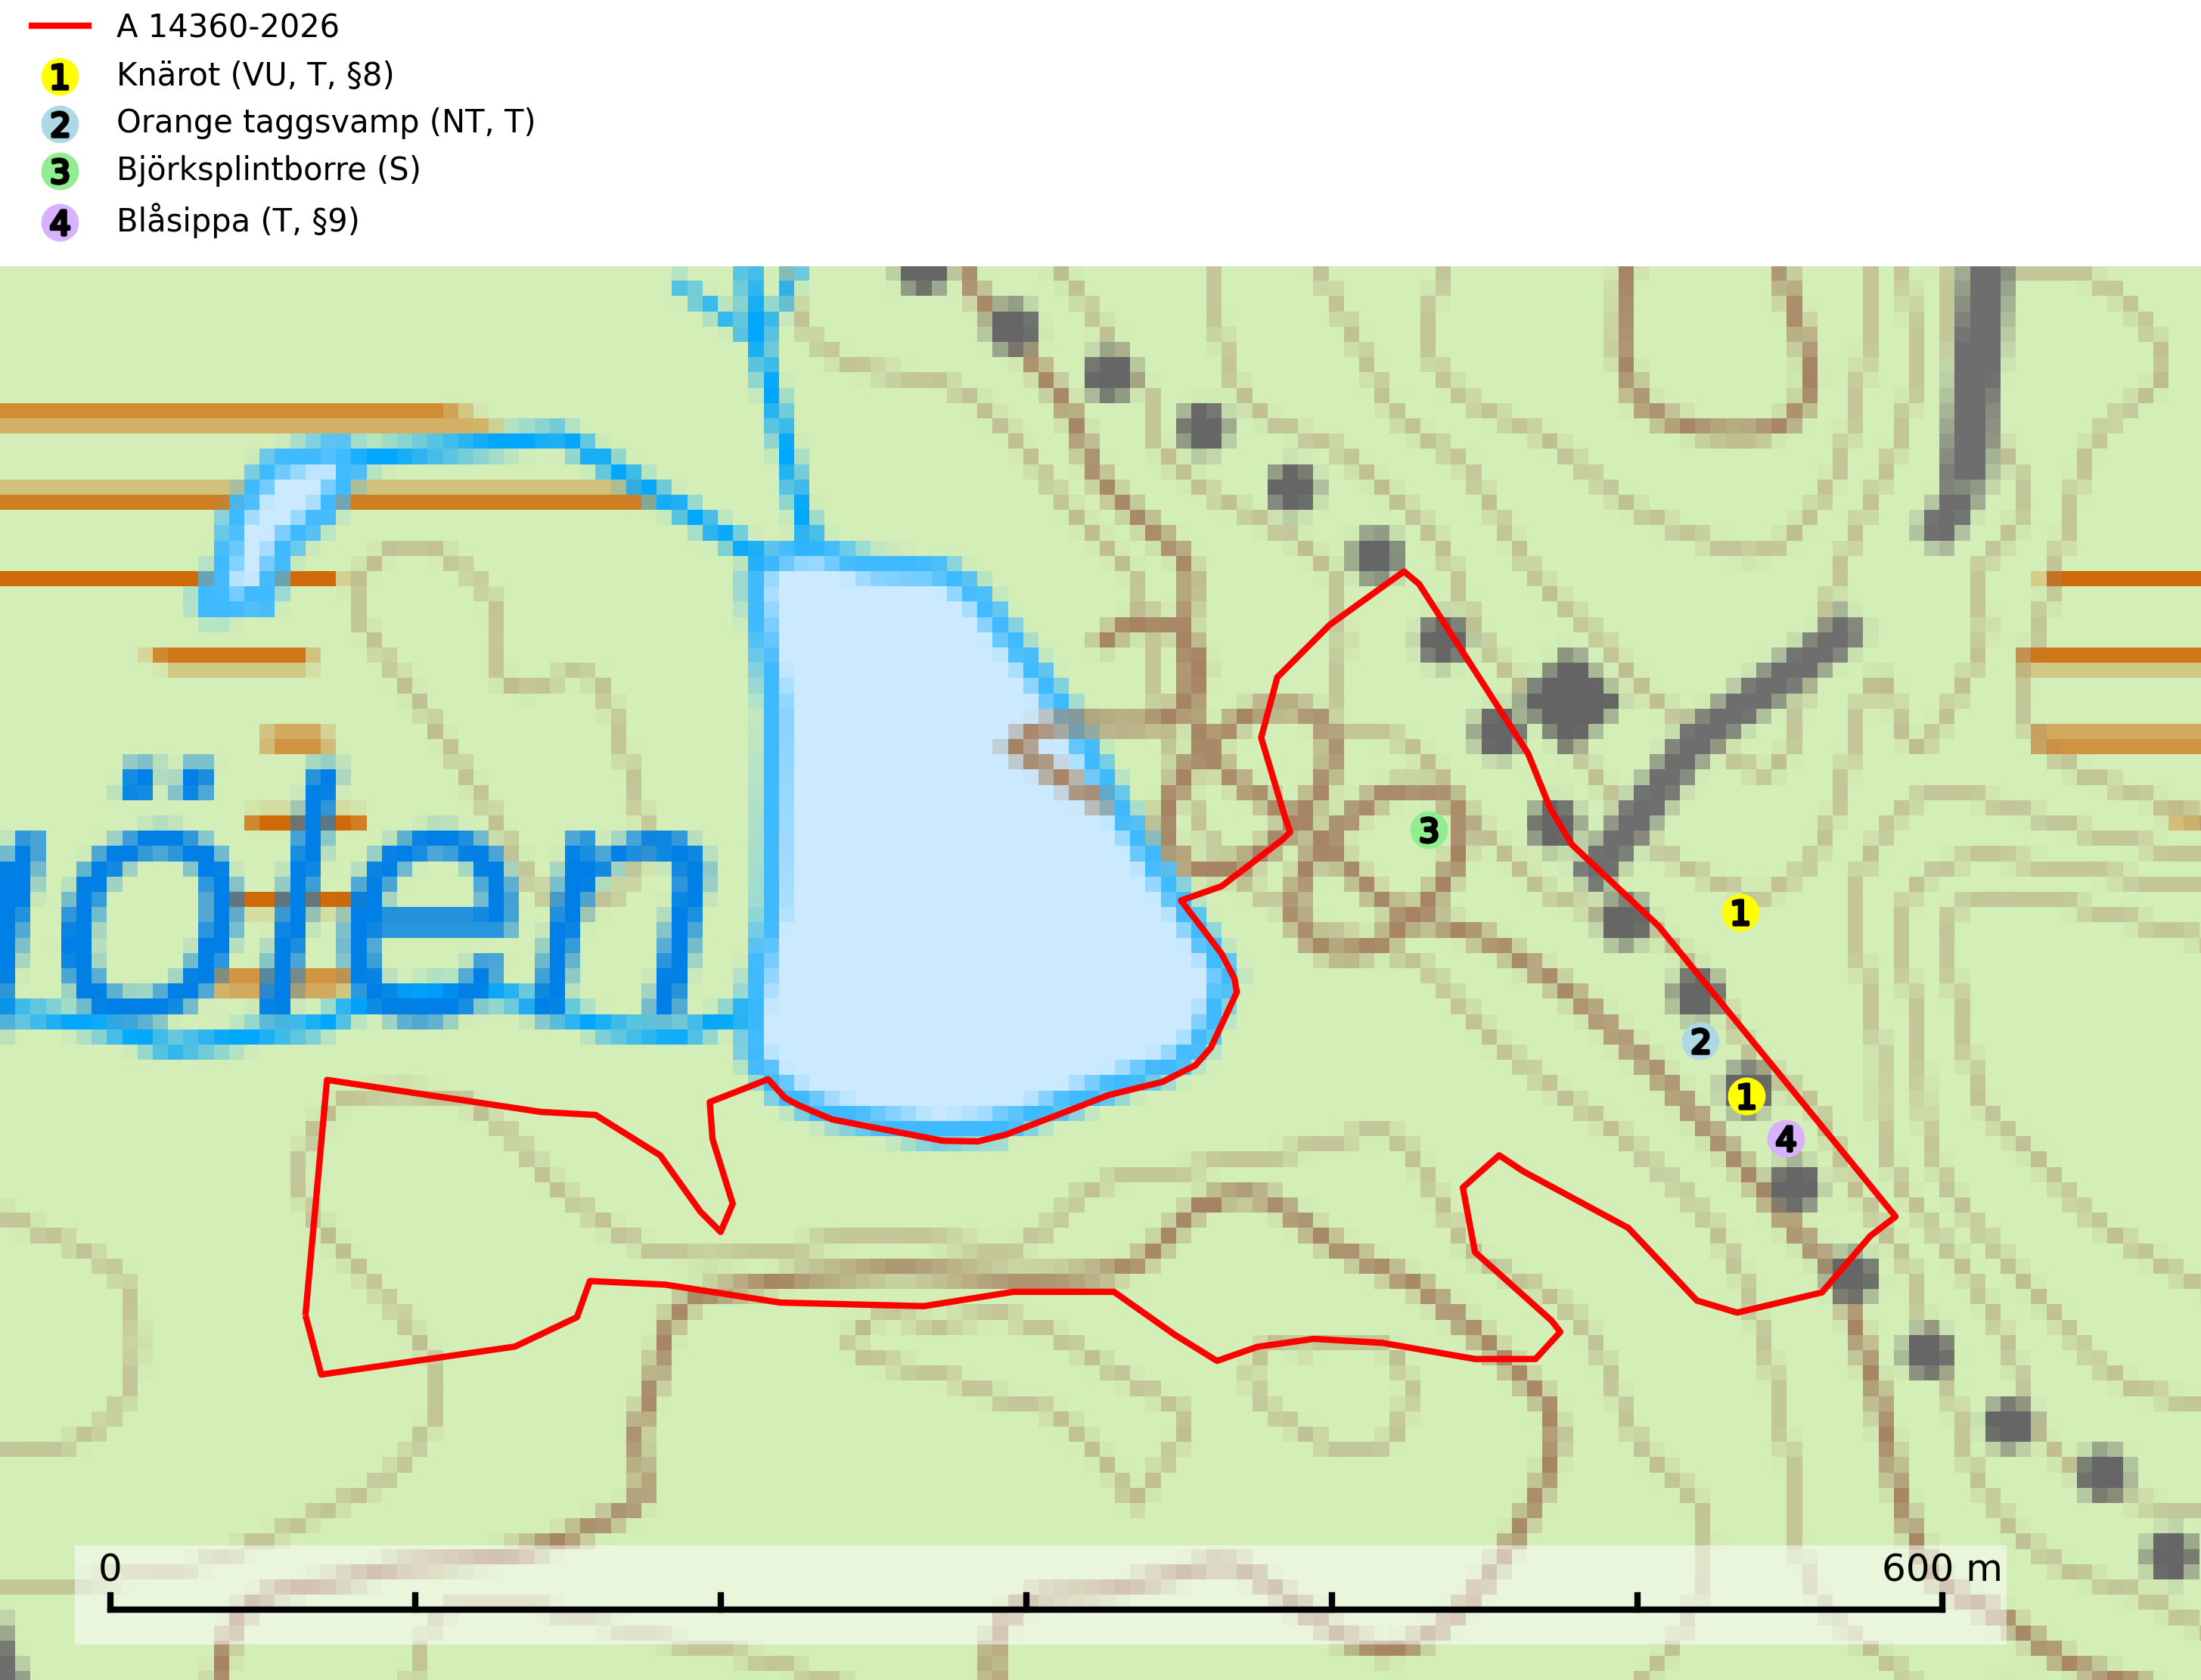 A 14360-2026
1 Knärot (VU, T, §8)
2 Orange taggsvamp (NT, T)
3 Björksplintborre (S)
4 Blåsippa (T, §9)
3
1
2
1
4
0 600 m